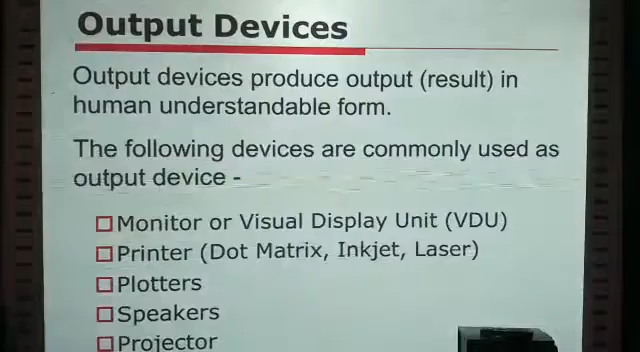 Output Devices
Output devices produce output (result) in
human understandable form.
The following devices are commonly used as
output device -
Monitor or Visual Display Unit (VDU)
Printer (Dot Matrix, Inkjet, Laser)
Plotters
Speakers
Projector